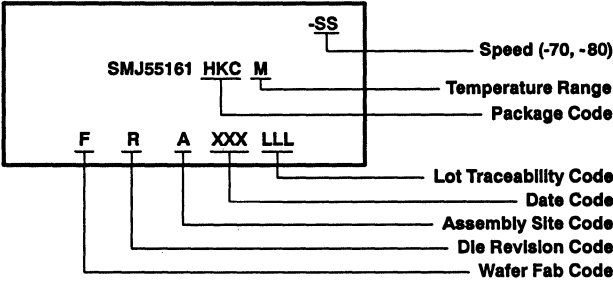 -SS
Speed (-70, -80)
SMJ55161 HKC M
Temperature Range
Package Code
F R A XXX LLL
Lot Traceability Code
Date Code
Assembly Site Code
Die Revision Code
Wafer Fab Code